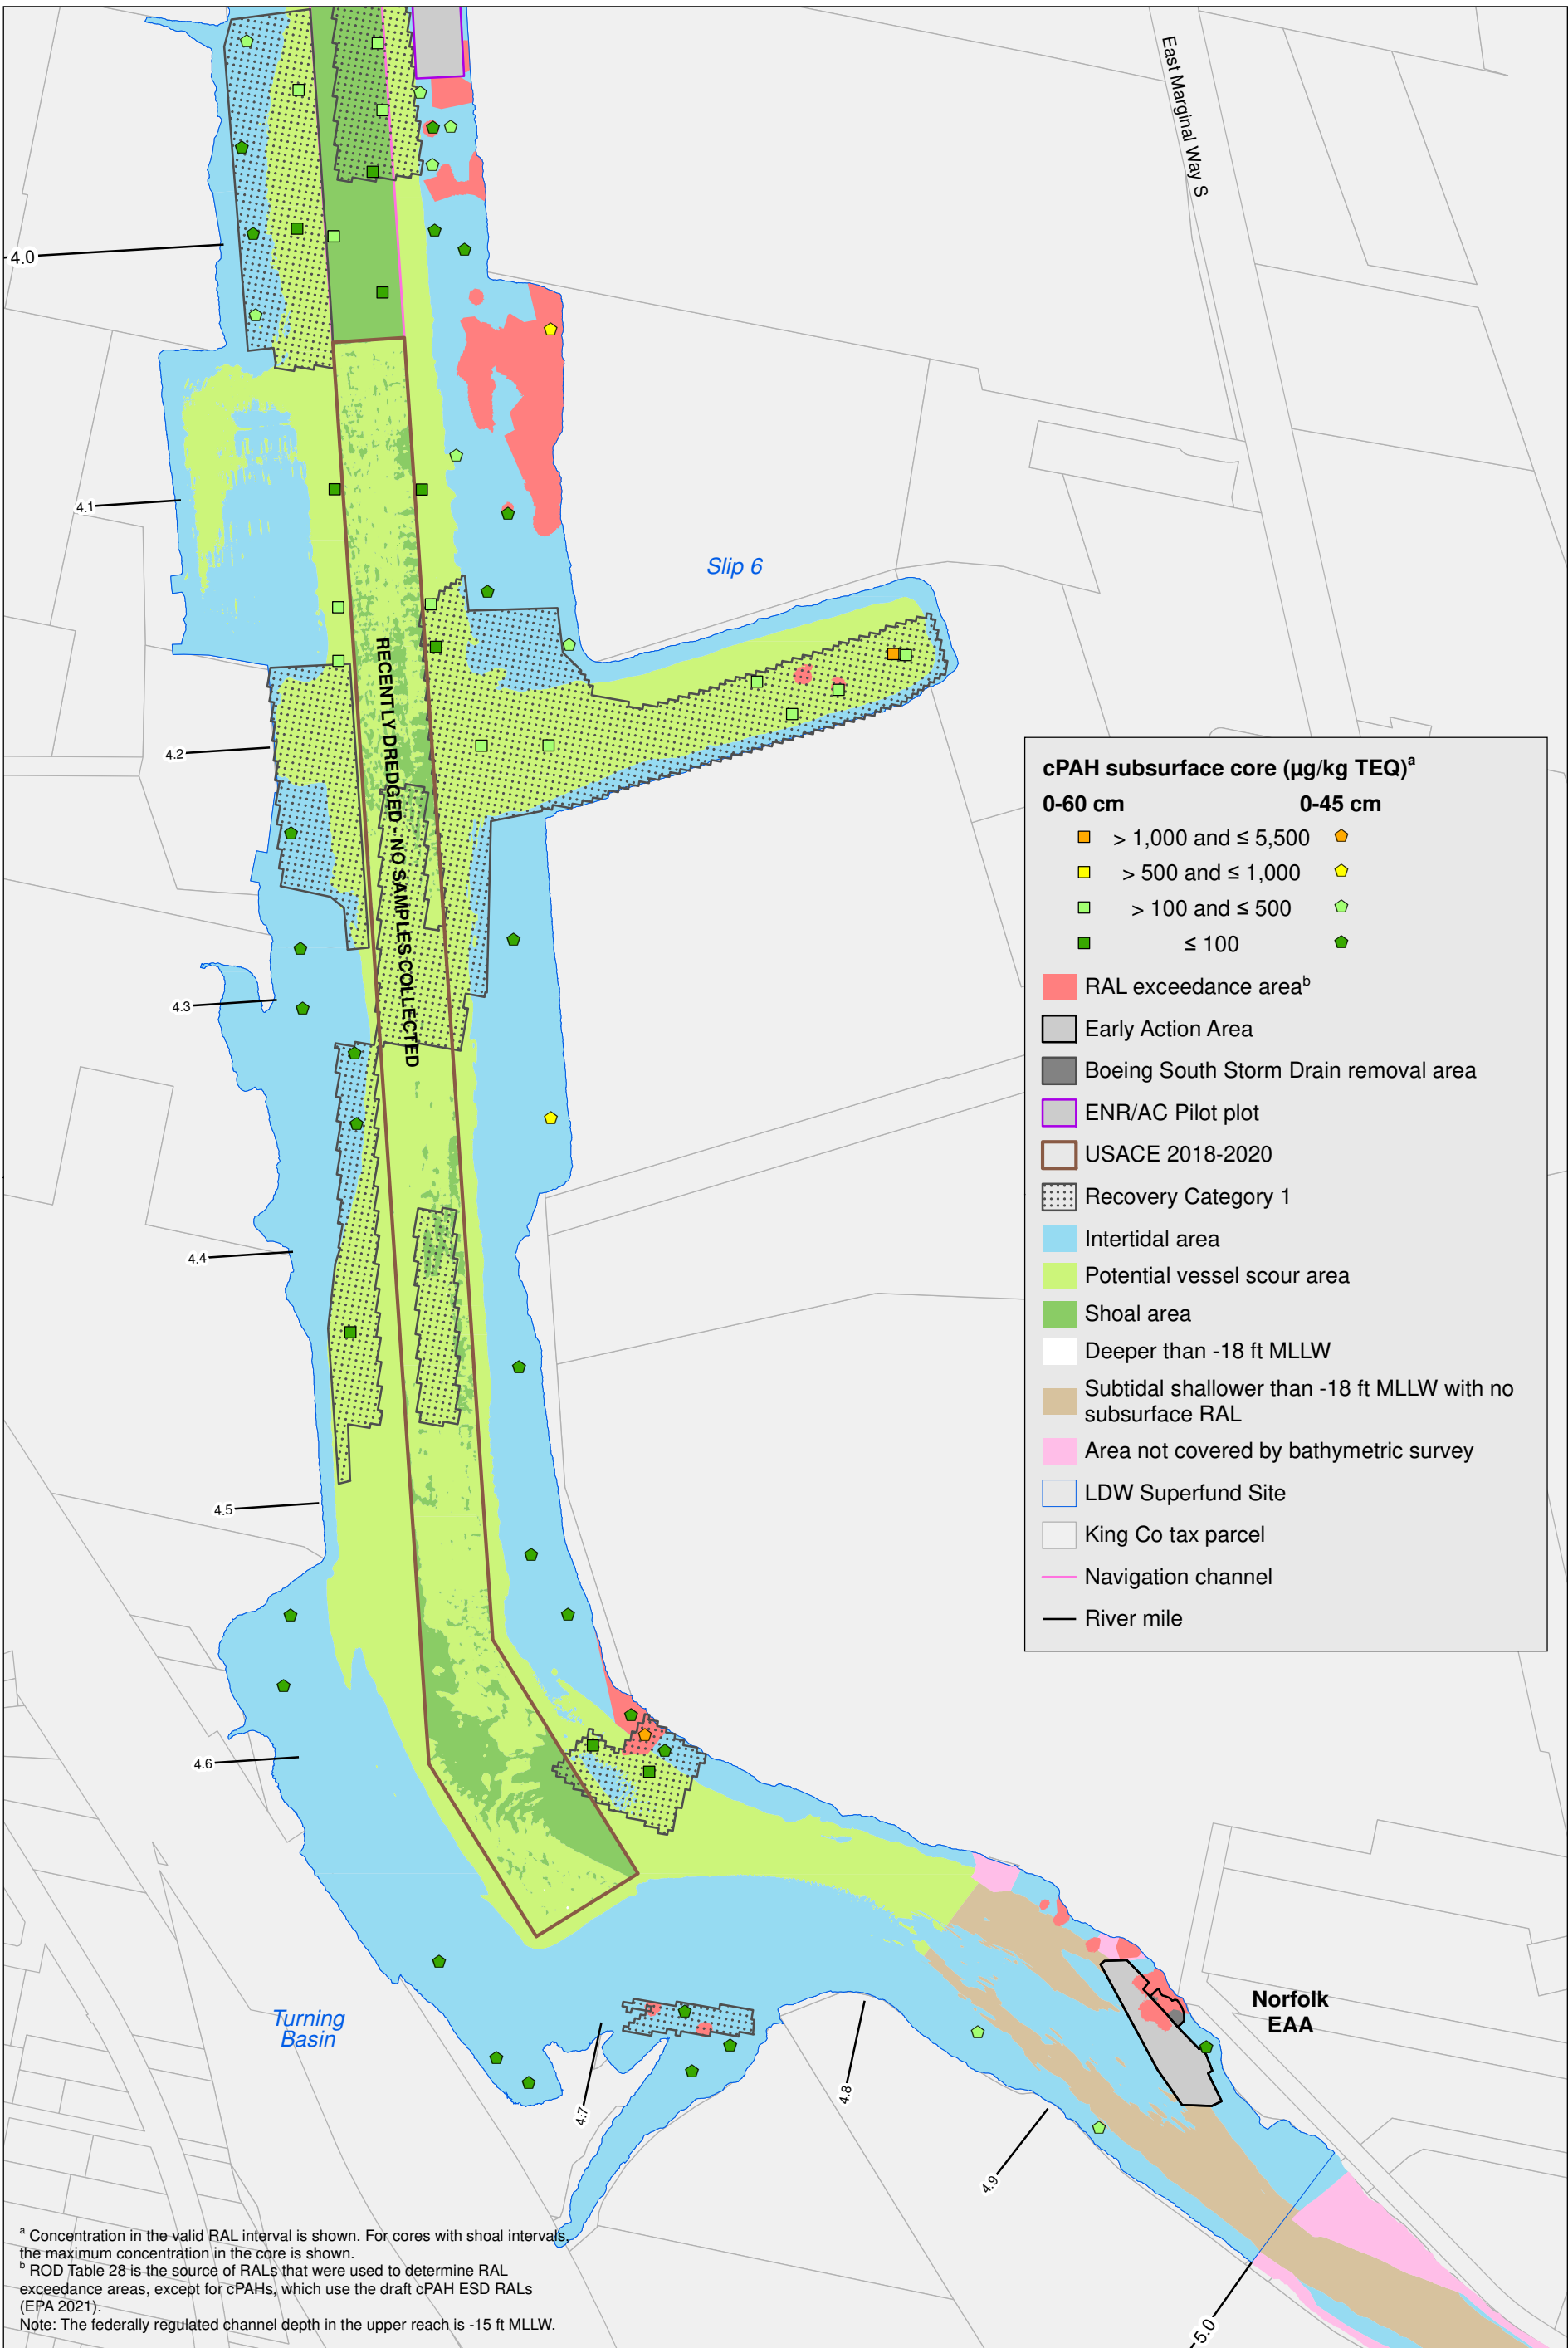 East Marginal Way S
4.0
4.1
Slip 6
RECENTLY DREDGED - NO SAMPLES COLLECTED
4.2
cPAH subsurface core (µg/kg TEQ)a
0-60 cm 0-45 cm
> 1,000 and ≤ 5,500
> 500 and ≤ 1,000
> 100 and ≤ 500
≤ 100
RAL exceedance areab
Early Action Area
Boeing South Storm Drain removal area
ENR/AC Pilot plot
USACE 2018-2020
Recovery Category 1
Intertidal area
Potential vessel scour area
Shoal area
Deeper than -18 ft MLLW
Subtidal shallower than -18 ft MLLW with no
subsurface RAL
Area not covered by bathymetric survey
LDW Superfund Site
King Co tax parcel
Navigation channel
River mile
4.3
4.4
4.5
4.6
Turning
Basin
Norfolk
EAA
4.7
4.8
4.9
5.0
a Concentration in the valid RAL interval is shown. For cores with shoal intervals,
the maximum concentration in the core is shown.
b ROD Table 28 is the source of RALs that were used to determine RAL
exceedance areas, except for cPAHs, which use the draft cPAH ESD RALs
(EPA 2021).
Note: The federally regulated channel depth in the upper reach is -15 ft MLLW.